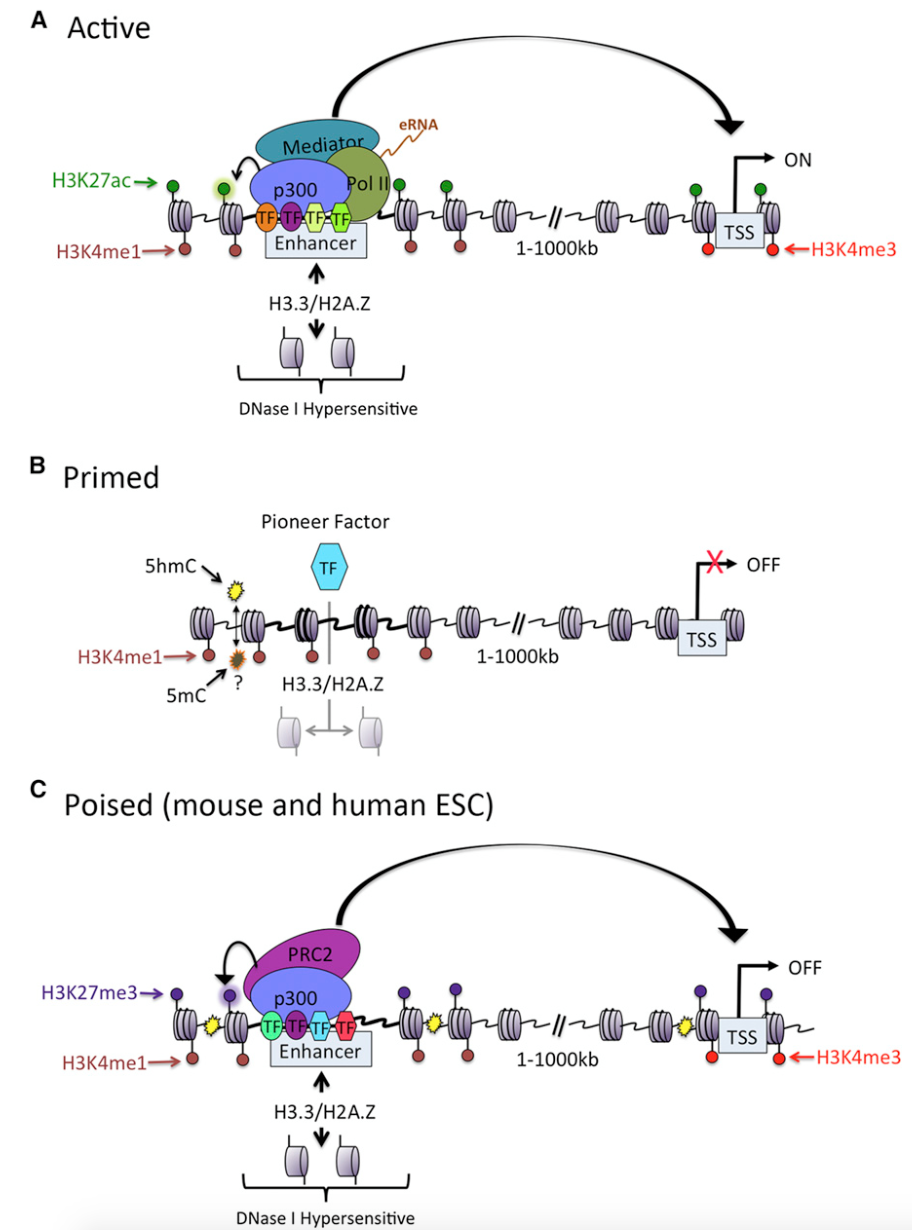 A Active
eRNA
Mediator
ON
H3K27ac
p300
Pol II
TF TF TF TF
TSS
Enhancer
H3K4me1
1-1000kb
H3K4me3
H3.3/H2A.Z
DNase I Hypersensitive
B Primed
Pioneer Factor
5hmC
TF
OFF
TSS
H3K4me1
1-1000kb
5mC
?
H3.3/H2A.Z
C Poised (mouse and human ESC)
PRC2
OFF
H3K27me3
p300
TF TF TF TF
TSS
Enhancer
H3K4me1
1-1000kb
H3K4me3
H3.3/H2A.Z
DNase I Hypersensitive